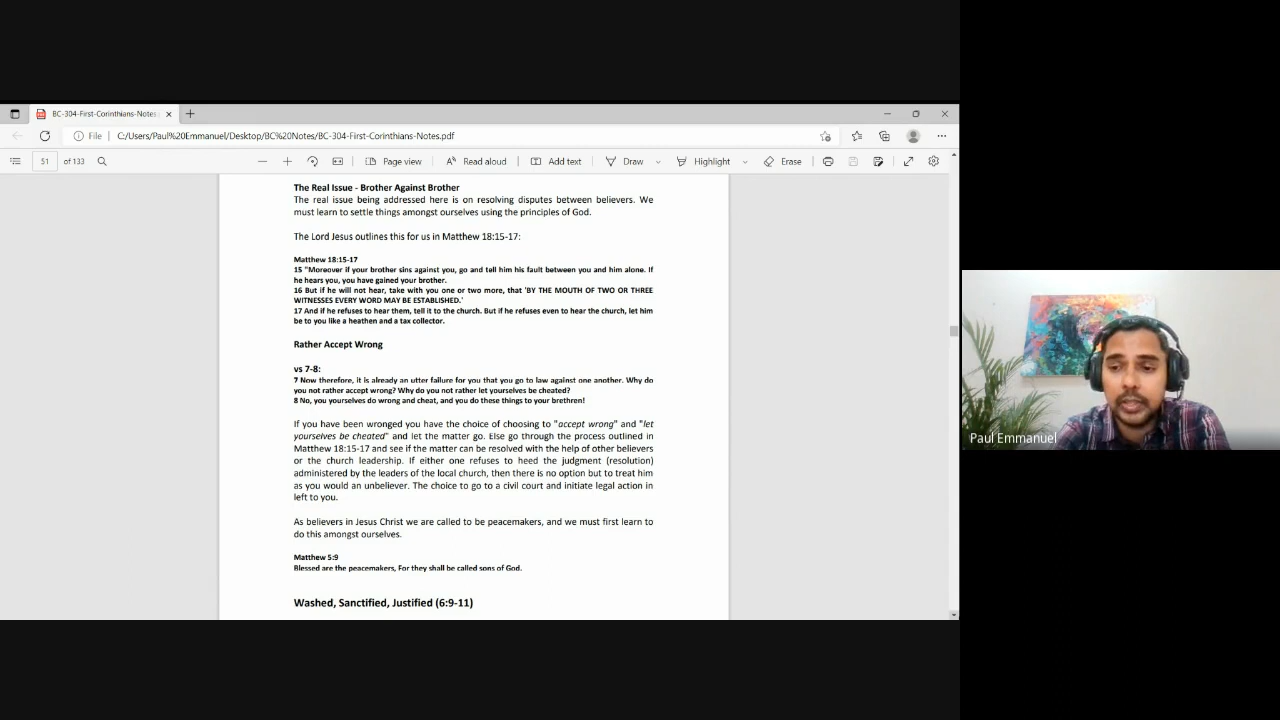 BC-304-First-Corinthians-Notes
File
C:/Users/Paul%20Emmanuel/Desktop/BC%20Notes/BC-304-First-Corinthians-Notes.pdf
51 of 133
Page view
Read aloud
Add text
Draw
Highlight
Erase
The Real Issue - Brother Against Brother
The real issue being addressed here is on resolving disputes between believers. We
must learn to settle things amongst ourselves using the principles of God.
The Lord Jesus outlines this for us in Matthew 18:15-17:
Matthew 18:15-17
15 "Moreover if your brother sins against you, go and tell him his fault between you and him alone. If
he hears you, you have gained your brother.
16 But if he will not hear, take with you one or two more, that 'BY THE MOUTH OF TWO OR THREE
WITNESSES EVERY WORD MAY BE ESTABLISHED.'
17 And if he refuses to hear them, tell it to the church. But if he refuses even to hear the church, let him
be to you like a heathen and a tax collector.
Rather Accept Wrong
vs 7-8:
7 Now therefore, it is already an utter failure for you that you go to law against one another. Why do
you not rather accept wrong? Why do you not rather let yourselves be cheated?
8 No, you yourselves do wrong and cheat, and you do these things to your brethren!
If you have been wronged you have the choice of choosing to "accept wrong" and "let
yourselves be cheated" and let the matter go. Else go through the process outlined in
Matthew 18:15-17 and see if the matter can be resolved with the help of other believers
or the church leadership. If either one refuses to heed the judgment (resolution)
administered by the leaders of the local church, then there is no option but to treat him
as you would an unbeliever. The choice to go to a civil court and initiate legal action in
left to you.
As believers in Jesus Christ we are called to be peacemakers, and we must first learn to
do this amongst ourselves.
Matthew 5:9
Blessed are the peacemakers, For they shall be called sons of God.
Washed, Sanctified, Justified (6:9-11)
Paul Emmanuel